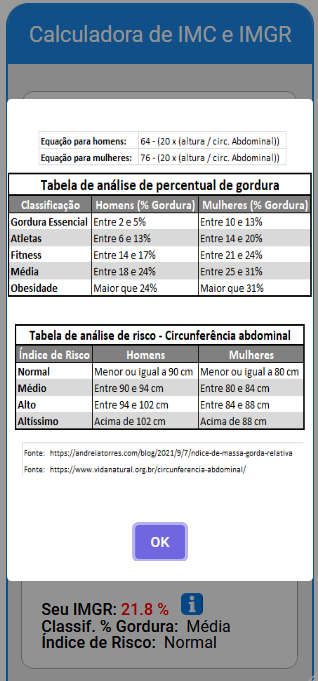 Calculadora de IMC e IMGR
Equação para homens: 64 - (20 x (altura / circ. Abdominal))
Equação para mulheres: 76 - (20 x (altura / circ. Abdominal))
Tabela de análise de percentual de gordura
Classificação Homens (% Gordura) Mulheres (% Gordura)
Gordura Essencial Entre 2 e 5% Entre 10 e 13%
Atletas Entre 6 e 13% Entre 14 e 20%
Fitness Entre 14 e 17% Entre 21 e 24%
Média Entre 18 e 24% Entre 25 e 31%
Obesidade Maior que 24% Maior que 31%
Tabela de análise de risco - Circunferência abdominal
Índice de Risco Homens Mulheres
Normal Menor ou igual a 90 cm Menor ou igual a 80 cm
Médio Entre 90 e 94 cm Entre 80 e 84 cm
Alto Entre 94 e 102 cm Entre 84 e 88 cm
Altíssimo Acima de 102 cm Acima de 88 cm
Fonte: https://andreiatorres.com/blog/2021/9/7/ndice-de-massa-gorda-relativa
Fonte: https://www.vidanatural.org.br/circunferencia-abdominal/
OK
Seu IMGR: 21.8 % i
Classif. % Gordura: Média
Índice de Risco: Normal